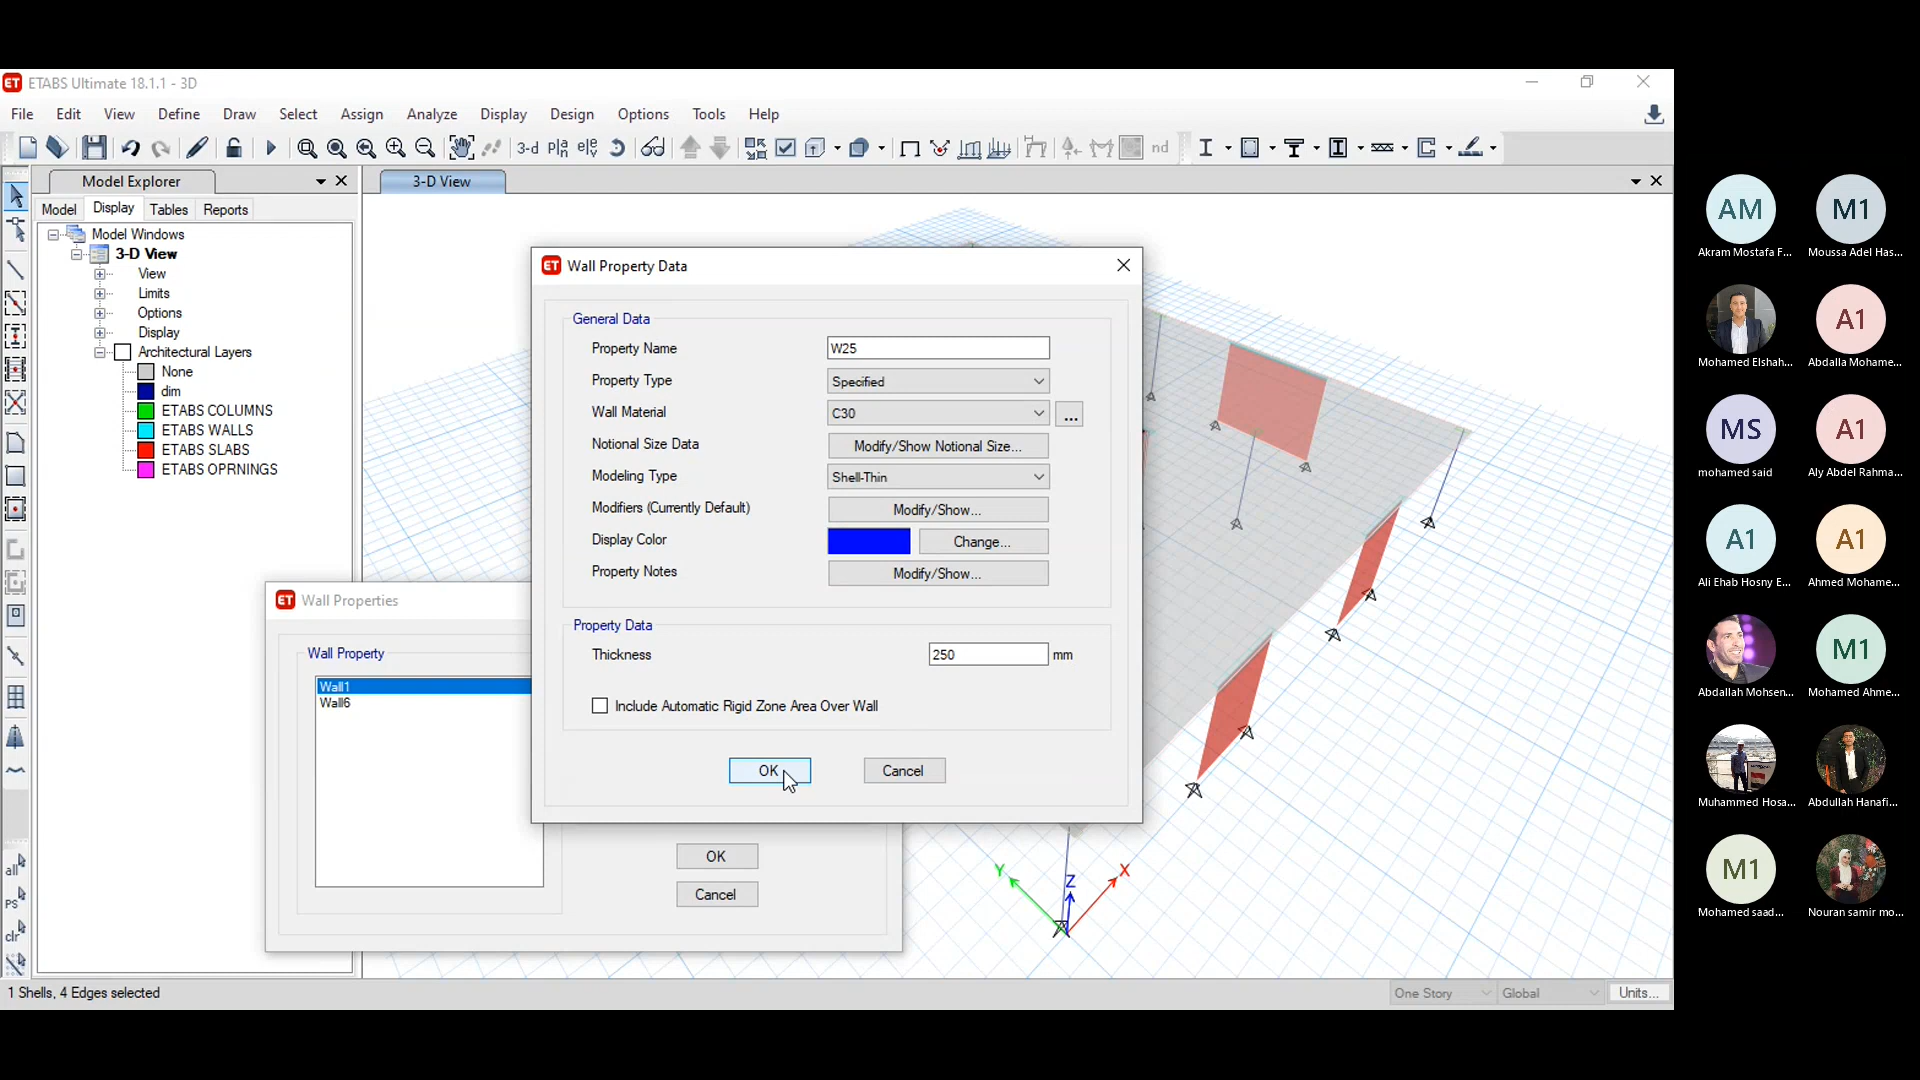 ET ETABS Ultimate 18.1.1 - 3D
File Edit View Define Draw Select Assign Analyze Display Design Options Tools Help
3-d nd
Model Explorer
3-D View
Model Display Tables Reports
Model Windows
3-D View
View
Limits
Options
Display
Architectural Layers
None
dim
ETABS COLUMNS
ETABS WALLS
ETABS SLABS
ETABS OPRNINGS
ET Wall Property Data
General Data
Property Name W25
Property Type Specified
Wall Material C30 ...
Notional Size Data Modify/Show Notional Size...
Modeling Type Shell-Thin
Modifiers (Currently Default) Modify/Show...
Display Color Change...
Property Notes Modify/Show...
Property Data
Thickness 250 mm
Include Automatic Rigid Zone Area Over Wall
OK Cancel
ET Wall Properties
Wall Property
Wall1
Wall6
OK
Cancel
all
PS
clr
Y Z X
1 Shells, 4 Edges selected
One Story Global Units...
AM M1
Akram Mostafa F... Moussa Adel Has...
A1
Mohamed Elshah... Abdalla Mohame...
MS A1
mohamed said Aly Abdel Rahma...
A1 A1
Ali Ehab Hosny E... Ahmed Mohame...
M1
Abdallah Mohsen... Mohamed Ahme...
Muhammed Hosa... Abdullah Hanafi...
M1
Mohamed saad... Nouran samir mo...